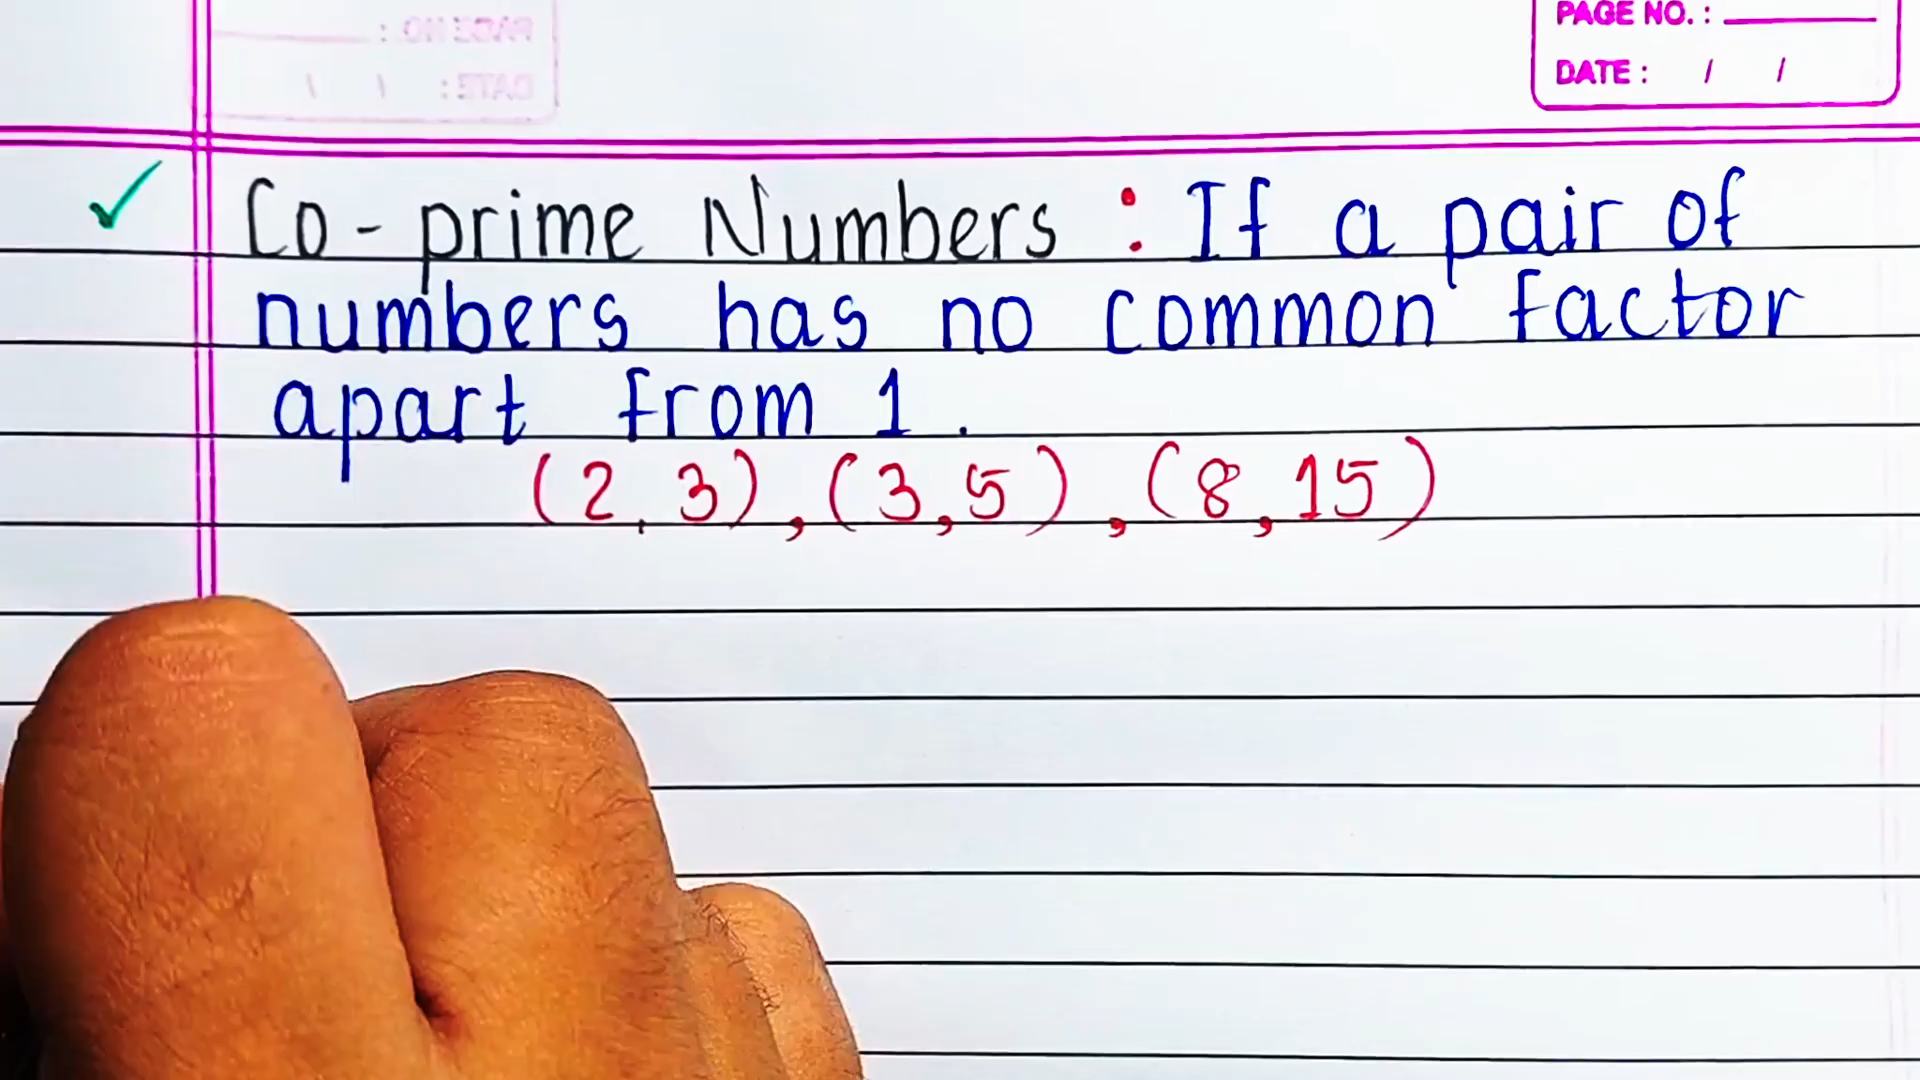 PAGE NO. :
DATE : / /
Co-prime Numbers : If a pair of
numbers has no common factor
apart from 1.
(2, 3), (3, 5), (8, 15)